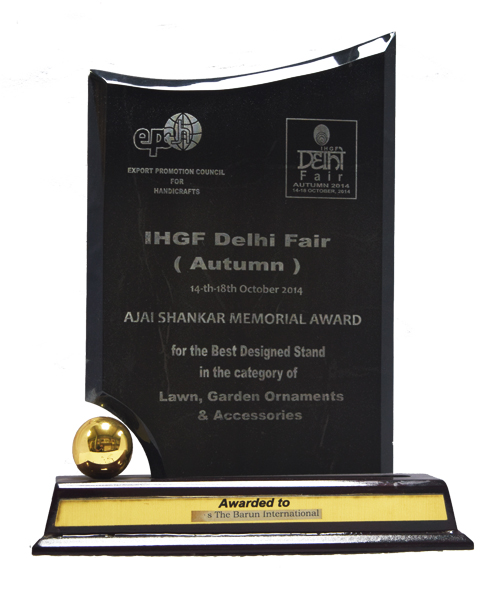 epch
EXPORT PROMOTION COUNCIL
FOR
HANDICRAFTS
IHGF
DELHI
Fair
AUTUMN 2014
14-18 OCTOBER, 2014
IHGF Delhi Fair
( Autumn )
14-th-18th October 2014
AJAI SHANKAR MEMORIAL AWARD
for the Best Designed Stand
in the category of
Lawn, Garden Ornaments
& Accessories
Awarded to
s The Barun International